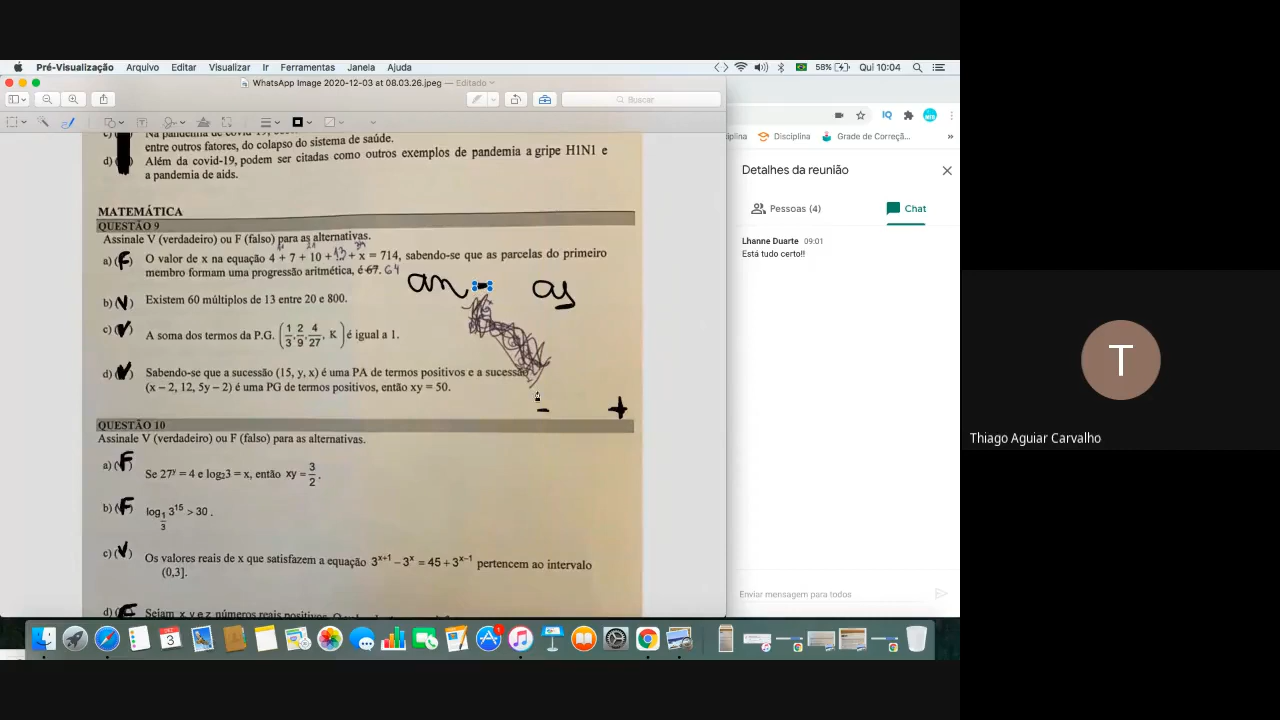 Pré-Visualização Arquivo Editar Visualizar Ir Ferramentas Janela Ajuda
58% Qui 10:04
WhatsApp Image 2020-12-03 at 08.03.26.jpeg — Editado
Buscar
entre outros fatores, do colapso do sistema de saúde.
d) Além da covid-19, podem ser citadas como outros exemplos de pandemia a gripe H1N1 e
a pandemia de aids.
MATEMÁTICA
QUESTÃO 9
Assinale V (verdadeiro) ou F (falso) para as alternativas.
a) (F) O valor de x na equação 4 + 7 + 10 + 13 + x = 714, sabendo-se que as parcelas do primeiro
membro formam uma progressão aritmética, é 67. 64
an - as
b) (V) Existem 60 múltiplos de 13 entre 20 e 800.
c) (V) A soma dos termos da P.G. (1/3, 2/9, 4/27, K) é igual a 1.
d) (V) Sabendo-se que a sucessão (15, y, x) é uma PA de termos positivos e a sucessão
(x – 2, 12, 5y – 2) é uma PG de termos positivos, então xy = 50.
- +
QUESTÃO 10
Assinale V (verdadeiro) ou F (falso) para as alternativas.
a) (F) Se 27^y = 4 e log₂3 = x, então xy = 3/2.
b) (F) log_1/3 3^15 > 30.
c) (V) Os valores reais de x que satisfazem a equação 3^x+1 – 3^x = 45 + 3^x–1 pertencem ao intervalo
(0,3].
d) (F) Sejam x, y e z números reais positivos.
IQ
Disciplina Grade de Correçã... »
Detalhes da reunião
Pessoas (4) Chat
Lhanne Duarte 09:01
Está tudo certo!!
Enviar mensagem para todos
T
Thiago Aguiar Carvalho